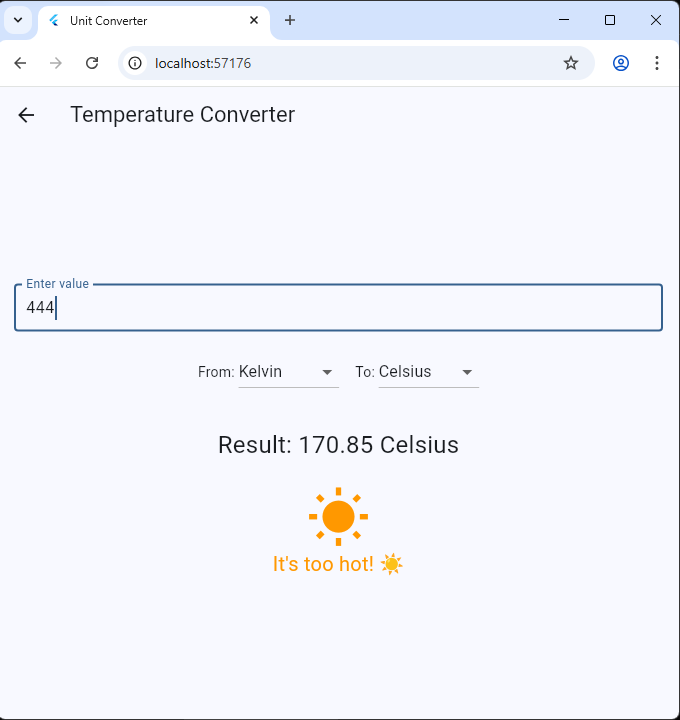 Unit Converter
localhost:57176
Temperature Converter
Enter value
444
From: Kelvin To: Celsius
Result: 170.85 Celsius
It's too hot! ☀️